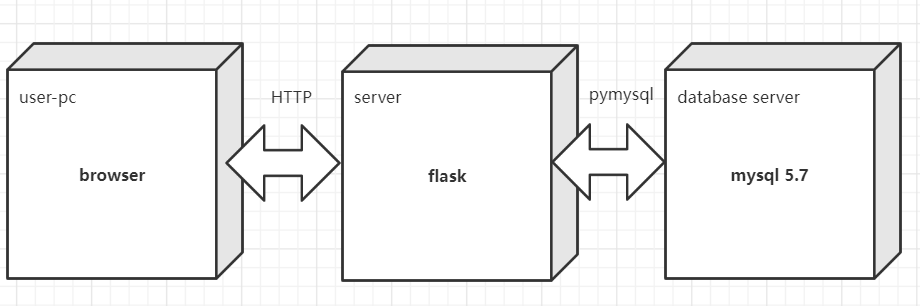 user-pc
browser
HTTP
server
flask
pymysql
database server
mysql 5.7